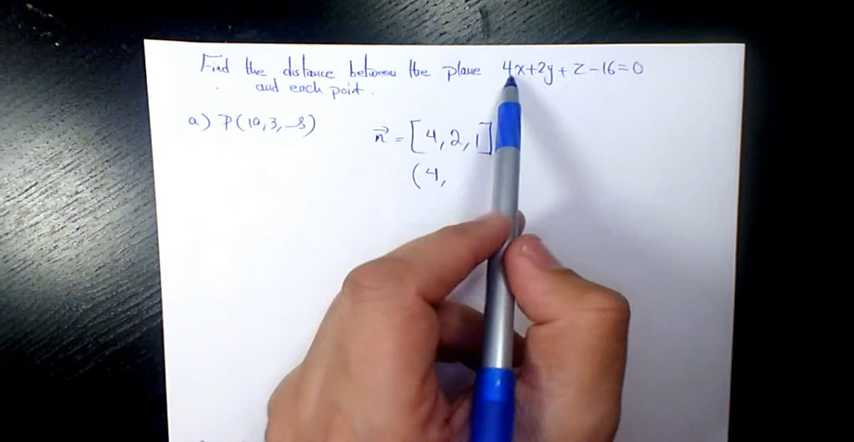 Find the distance between the plane 4x+2y+z-16=0
and each point.
a) P(10,3,-8)
n⃗ = [4,2,1]
(4,